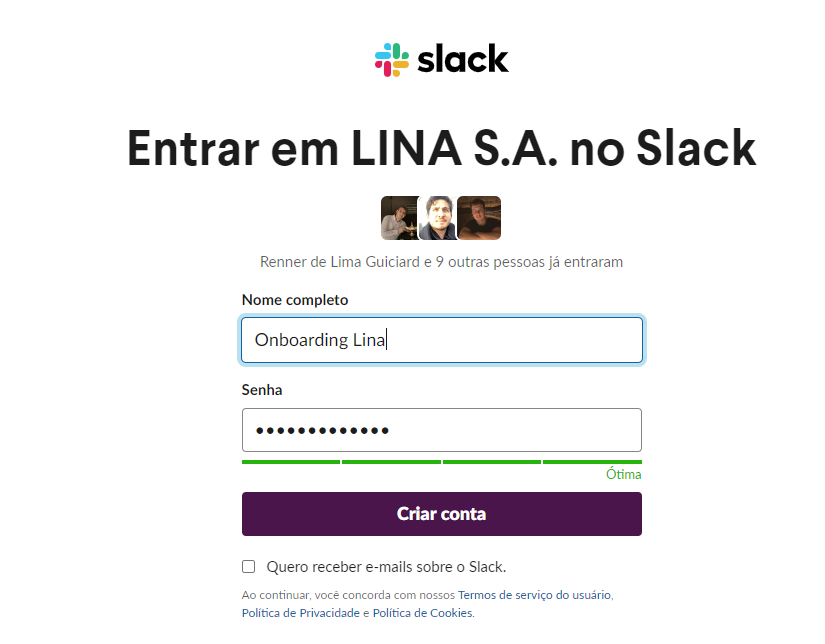 slack
Entrar em LINA S.A. no Slack
Renner de Lima Guiciard e 9 outras pessoas já entraram
Nome completo
Onboarding Lina
Senha
•••••••••••••
Ótima
Criar conta
Quero receber e-mails sobre o Slack.
Ao continuar, você concorda com nossos Termos de serviço do usuário,
Política de Privacidade e Política de Cookies.